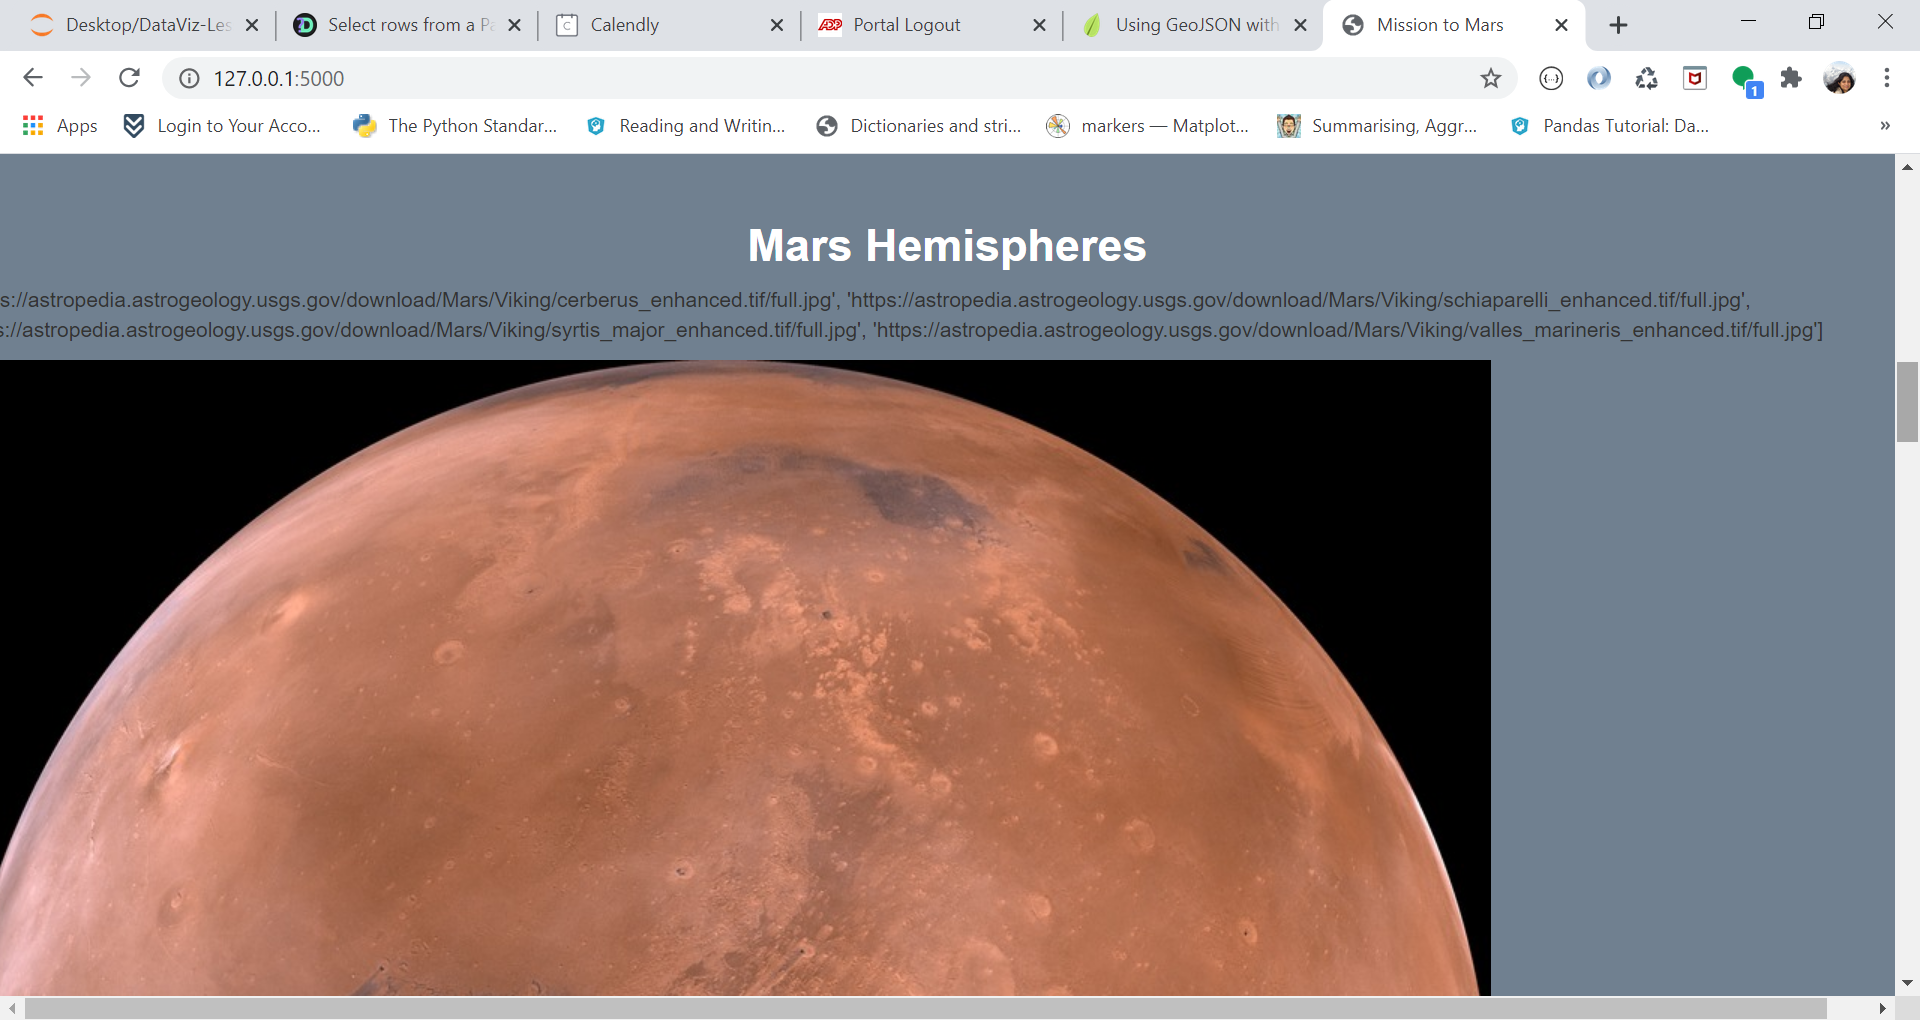 Desktop/DataViz-Les
Select rows from a Pa
Calendly
ADP Portal Logout
Using GeoJSON with
Mission to Mars
127.0.0.1:5000
1
Apps
Login to Your Acco...
The Python Standar...
Reading and Writin...
Dictionaries and stri...
markers — Matplot...
Summarising, Aggr...
Pandas Tutorial: Da...
»
Mars Hemispheres
s://astropedia.astrogeology.usgs.gov/download/Mars/Viking/cerberus_enhanced.tif/full.jpg', 'https://astropedia.astrogeology.usgs.gov/download/Mars/Viking/schiaparelli_enhanced.tif/full.jpg',
s://astropedia.astrogeology.usgs.gov/download/Mars/Viking/syrtis_major_enhanced.tif/full.jpg', 'https://astropedia.astrogeology.usgs.gov/download/Mars/Viking/valles_marineris_enhanced.tif/full.jpg']